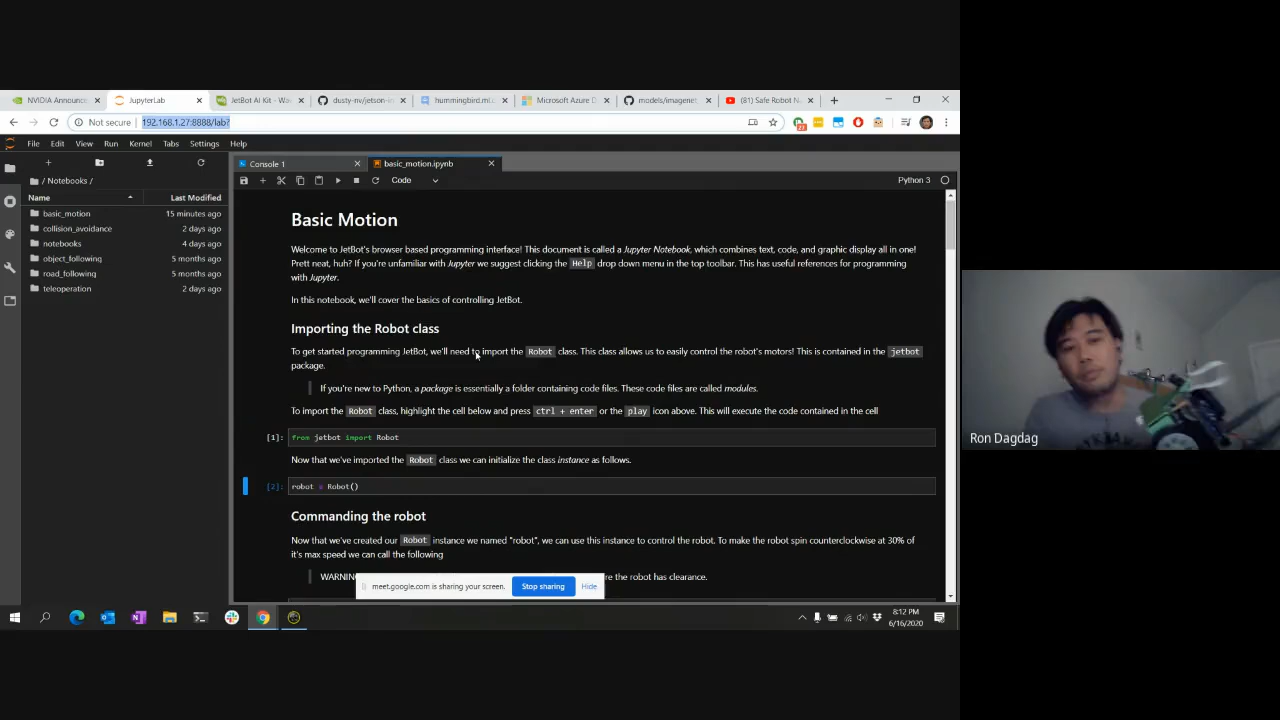 NVIDIA Announc
JupyterLab
JetBot AI Kit - Wa
dusty-nv/jetson-in
hummingbird.ml.c
Microsoft Azure D
models/imagenet_
(81) Safe Robot N
Not secure
192.168.1.27:8888/lab?
File Edit View Run Kernel Tabs Settings Help
Console 1
basic_motion.ipynb
/ Notebooks /
Code
Python 3
Name Last Modified
basic_motion 15 minutes ago
collision_avoidance 2 days ago
notebooks 4 days ago
object_following 5 months ago
road_following 5 months ago
teleoperation 2 days ago
Basic Motion
Welcome to JetBot's browser based programming interface! This document is called a Jupyter Notebook, which combines text, code, and graphic display all in one!
Prett neat, huh? If you're unfamiliar with Jupyter we suggest clicking the Help drop down menu in the top toolbar. This has useful references for programming
with Jupyter.
In this notebook, we'll cover the basics of controlling JetBot.
Importing the Robot class
To get started programming JetBot, we'll need to import the Robot class. This class allows us to easily control the robot's motors! This is contained in the jetbot
package.
If you're new to Python, a package is essentially a folder containing code files. These code files are called modules.
To import the Robot class, highlight the cell below and press ctrl + enter or the play icon above. This will execute the code contained in the cell
[1]: from jetbot import Robot
Now that we've imported the Robot class we can initialize the class instance as follows.
[2]: robot = Robot()
Commanding the robot
Now that we've created our Robot instance we named "robot", we can use this instance to control the robot. To make the robot spin counterclockwise at 30% of
it's max speed we can call the following
WARNING
re the robot has clearance.
meet.google.com is sharing your screen. Stop sharing Hide
8:12 PM
6/16/2020
Ron Dagdag